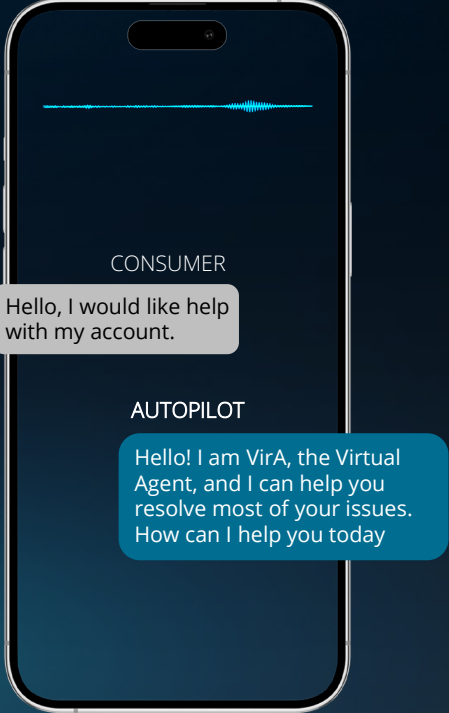 CONSUMER
Hello, I would like help
with my account.
AUTOPILOT
Hello! I am VirA, the Virtual
Agent, and I can help you
resolve most of your issues.
How can I help you today